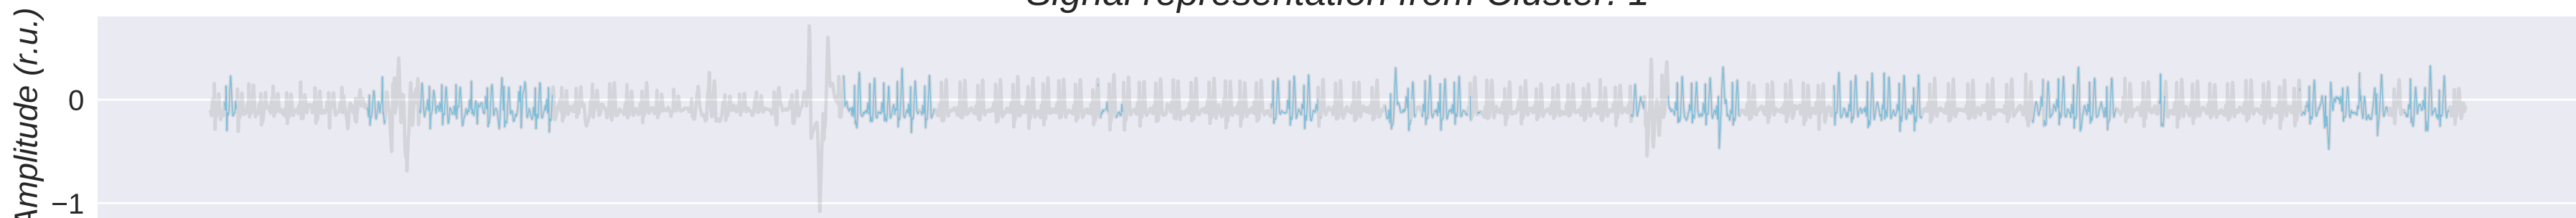 Signal representation from Cluster: 1
Amplitude (r.u.)
0
−1